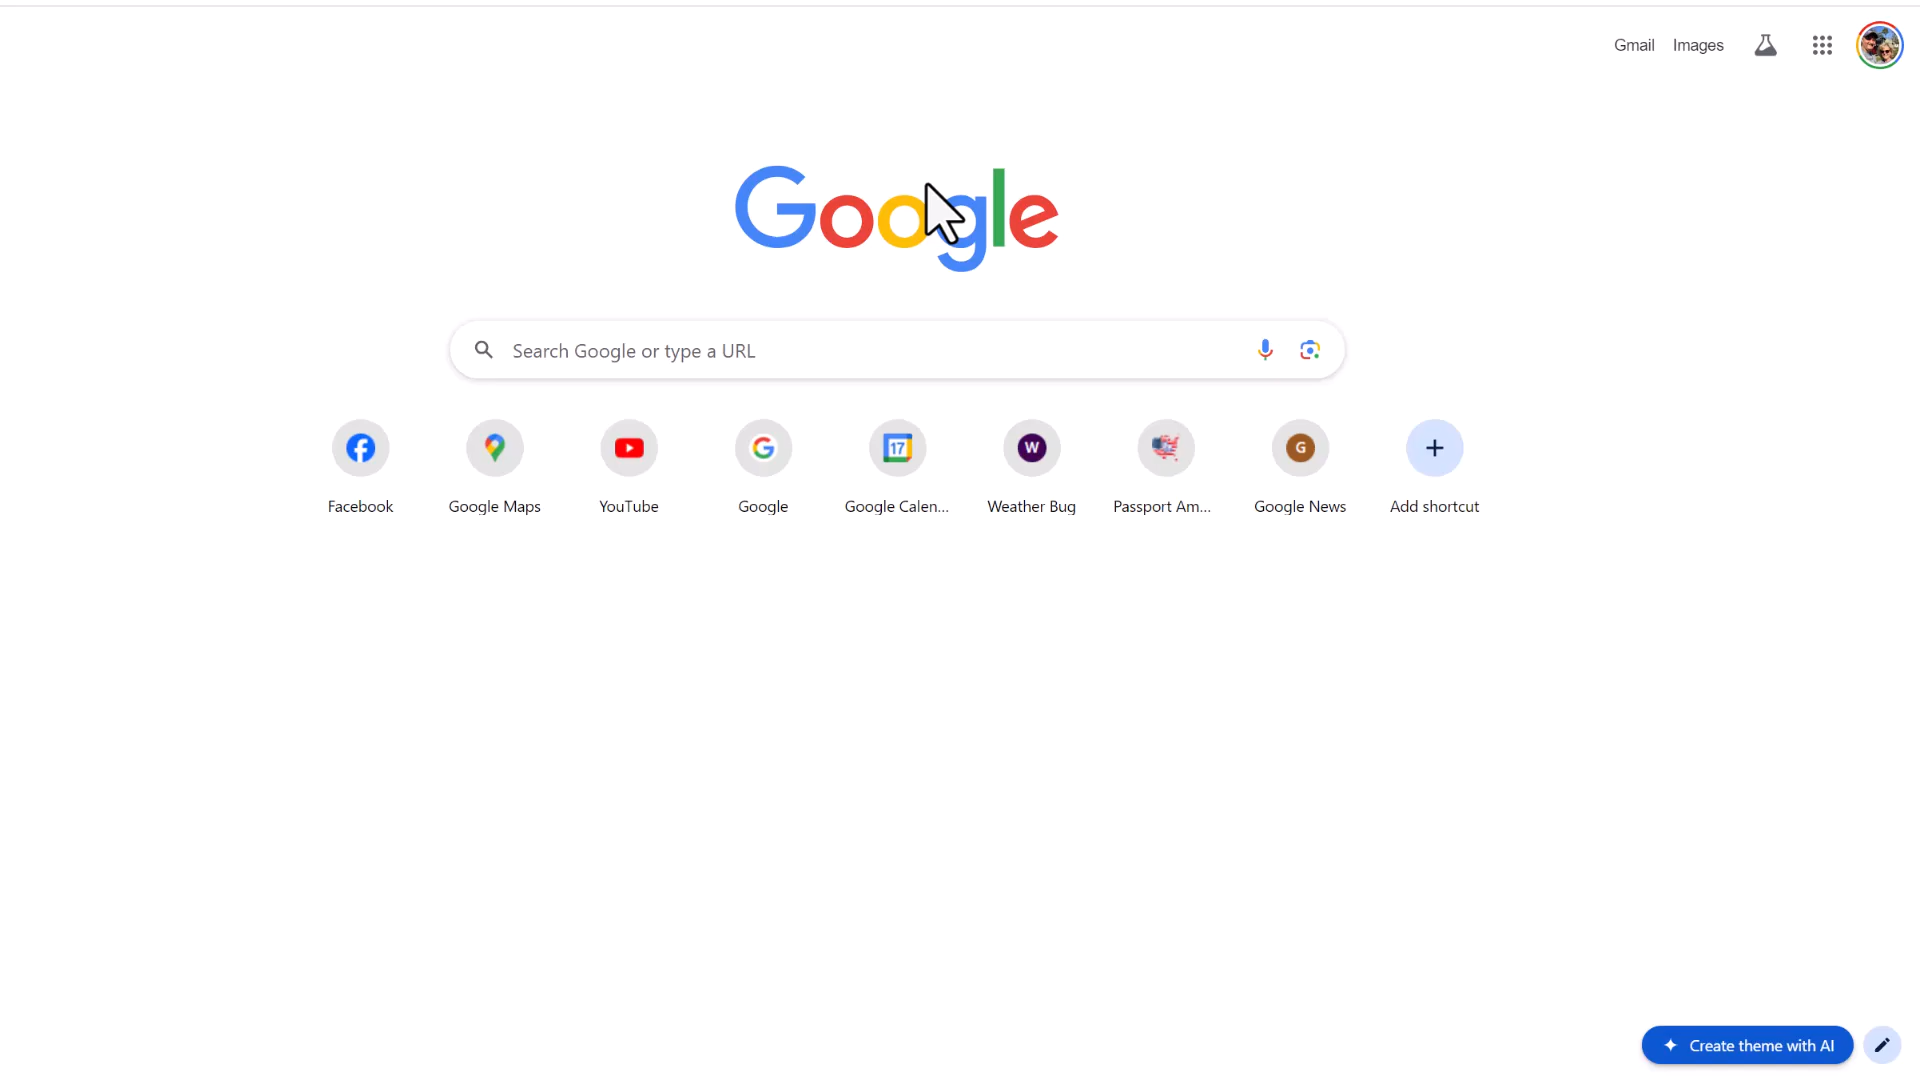 Gmail Images
Google
Search Google or type a URL
17 W G
Facebook Google Maps YouTube Google Google Calen... Weather Bug Passport Am... Google News Add shortcut
Create theme with AI